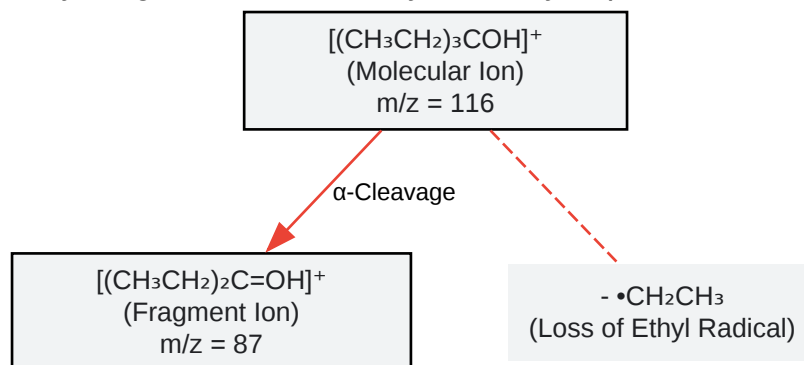 [(CH₃CH₂)₃COH]⁺
(Molecular Ion)
m/z = 116
α-Cleavage
[(CH₃CH₂)₂C=OH]⁺
(Fragment Ion)
m/z = 87
- •CH₂CH₃
(Loss of Ethyl Radical)